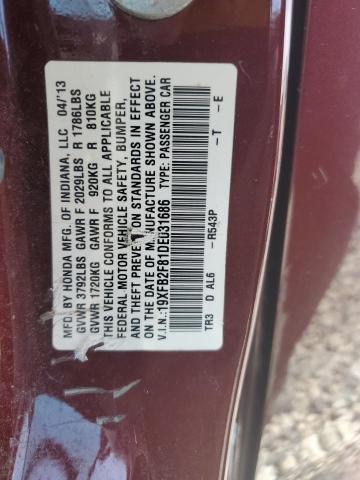 MFD. BY HONDA MFG. OF INDIANA, LLC 04/'13
GVWR 3792LBS GAWR F 2029LBS R 1786LBS
GVWR 1720KG GAWR F 920KG R 810KG
THIS VEHICLE CONFORMS TO ALL APPLICABLE
FEDERAL MOTOR VEHICLE SAFETY, BUMPER,
AND THEFT PREVENTION STANDARDS IN EFFECT
ON THE DATE OF MANUFACTURE SHOWN ABOVE.
V.I.N.:19XFB2F81DE031686 TYPE: PASSENGER CAR
-R543P -T -E
TR3 D AL6